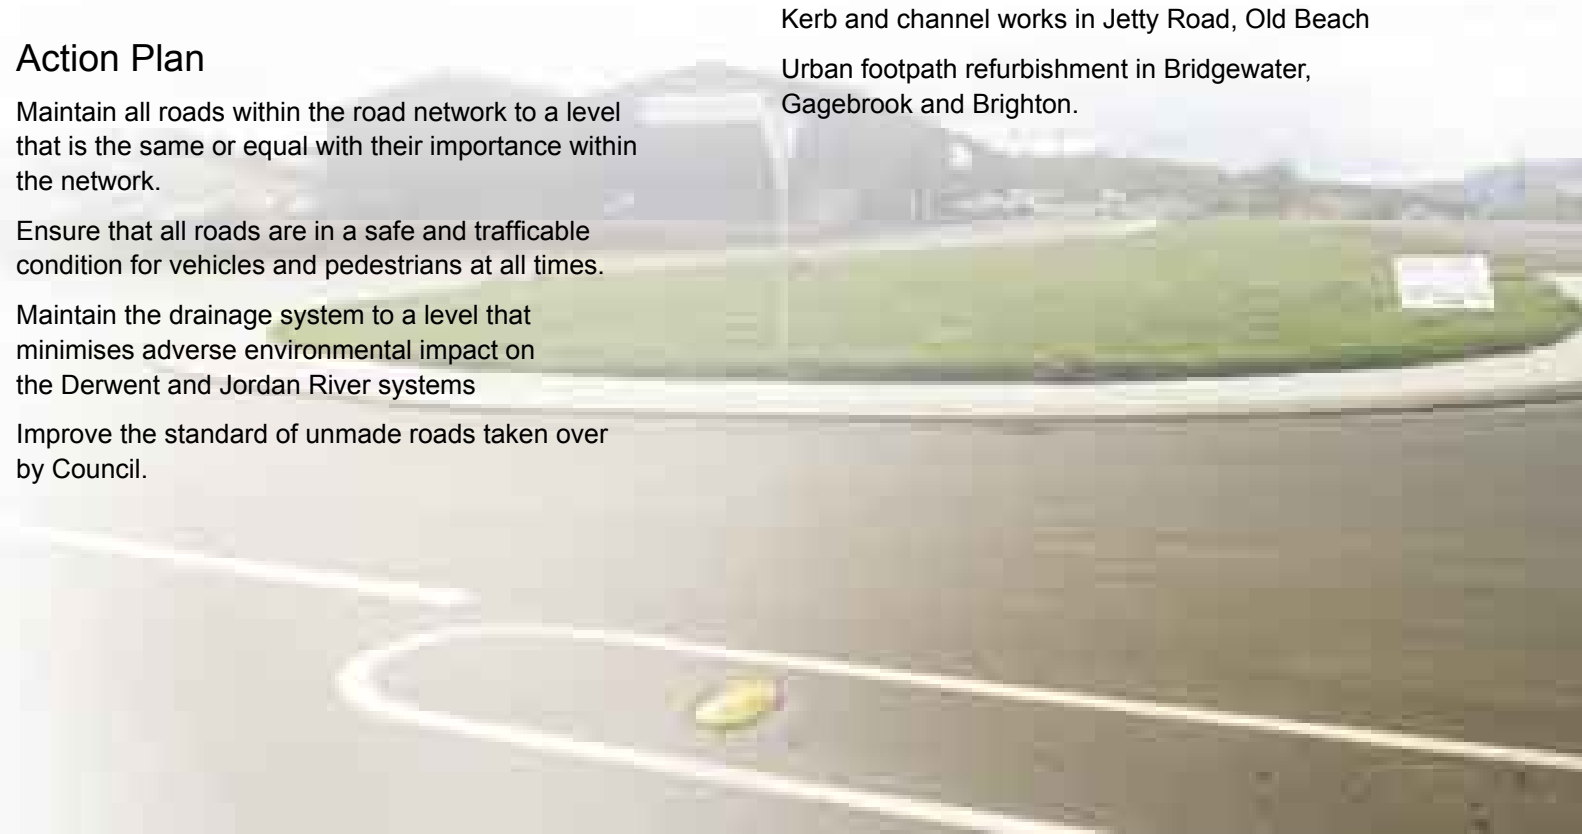 Action Plan
Maintain all roads within the road network to a level
that is the same or equal with their importance within
the network.
Ensure that all roads are in a safe and trafficable
condition for vehicles and pedestrians at all times.
Maintain the drainage system to a level that
minimises adverse environmental impact on
the Derwent and Jordan River systems
Improve the standard of unmade roads taken over
by Council.
Kerb and channel works in Jetty Road, Old Beach
Urban footpath refurbishment in Bridgewater,
Gagebrook and Brighton.